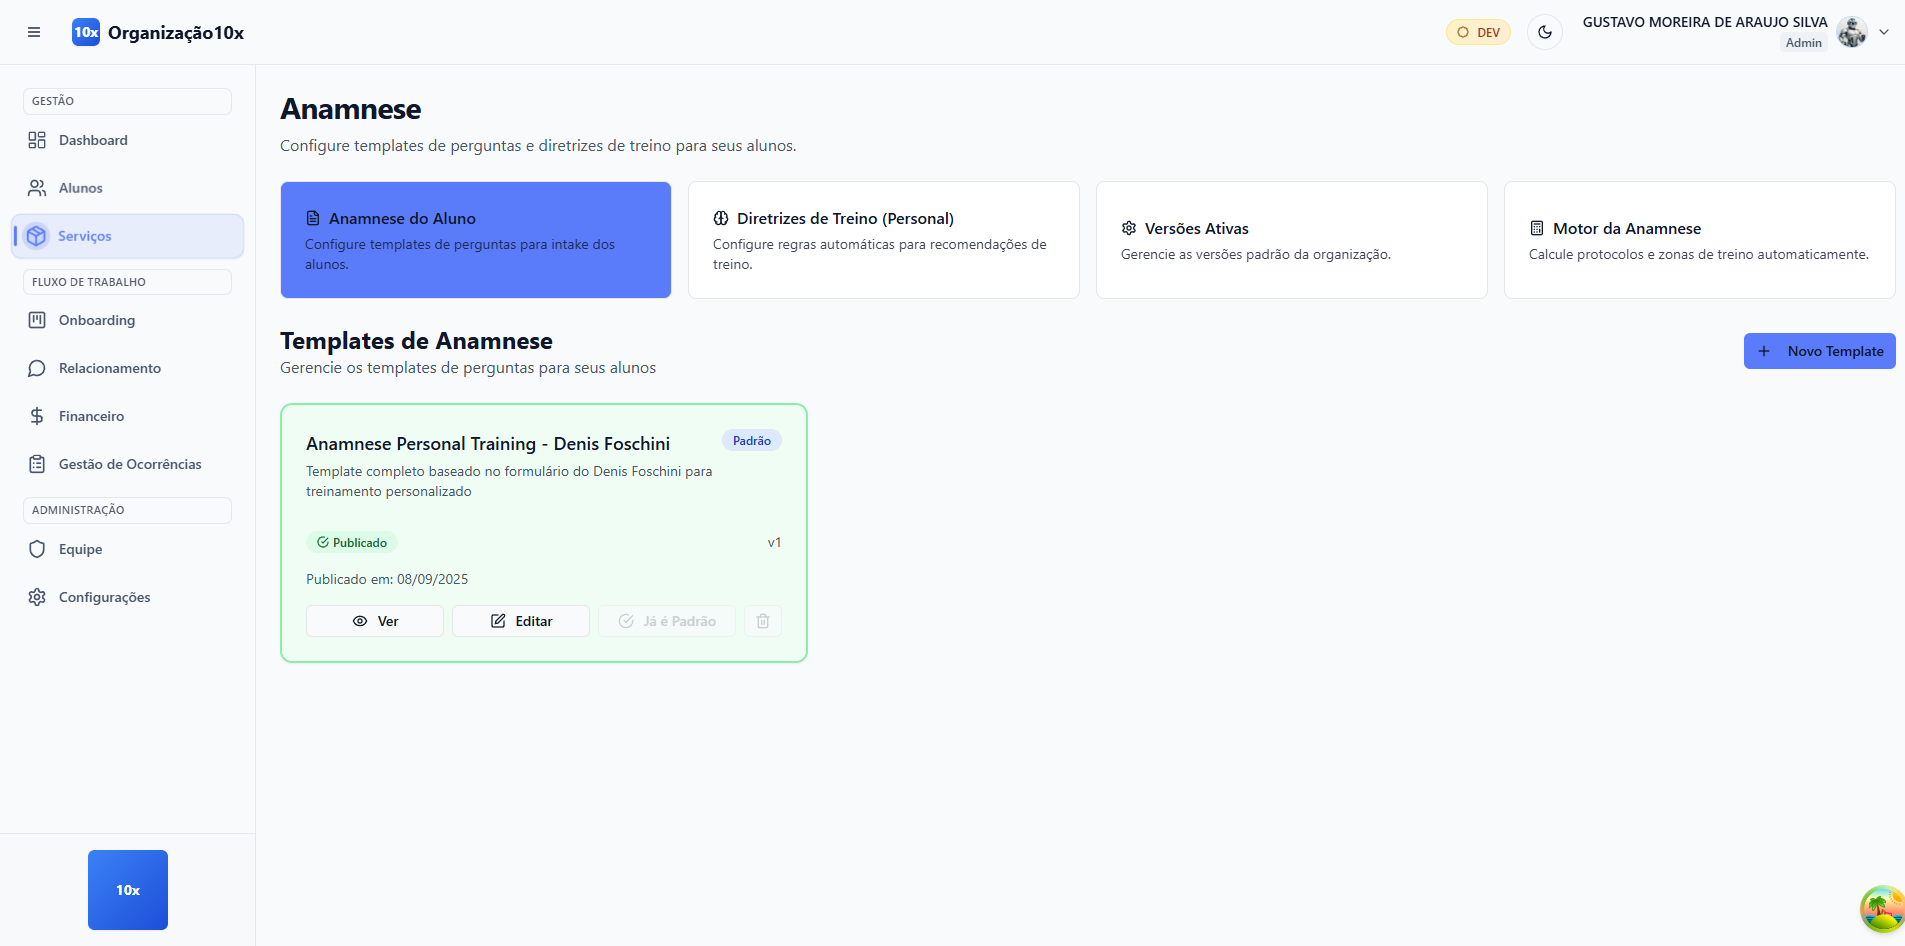 10x Organização10x
DEV
GUSTAVO MOREIRA DE ARAUJO SILVA
Admin
GESTÃO
Dashboard
Alunos
Serviços
FLUXO DE TRABALHO
Onboarding
Relacionamento
Financeiro
Gestão de Ocorrências
ADMINISTRAÇÃO
Equipe
Configurações
10x
Anamnese
Configure templates de perguntas e diretrizes de treino para seus alunos.
Anamnese do Aluno
Configure templates de perguntas para intake dos
alunos.
Diretrizes de Treino (Personal)
Configure regras automáticas para recomendações de
treino.
Versões Ativas
Gerencie as versões padrão da organização.
Motor da Anamnese
Calcule protocolos e zonas de treino automaticamente.
Templates de Anamnese
Gerencie os templates de perguntas para seus alunos
Novo Template
Anamnese Personal Training - Denis Foschini
Padrão
Template completo baseado no formulário do Denis Foschini para
treinamento personalizado
Publicado
v1
Publicado em: 08/09/2025
Ver
Editar
Já é Padrão